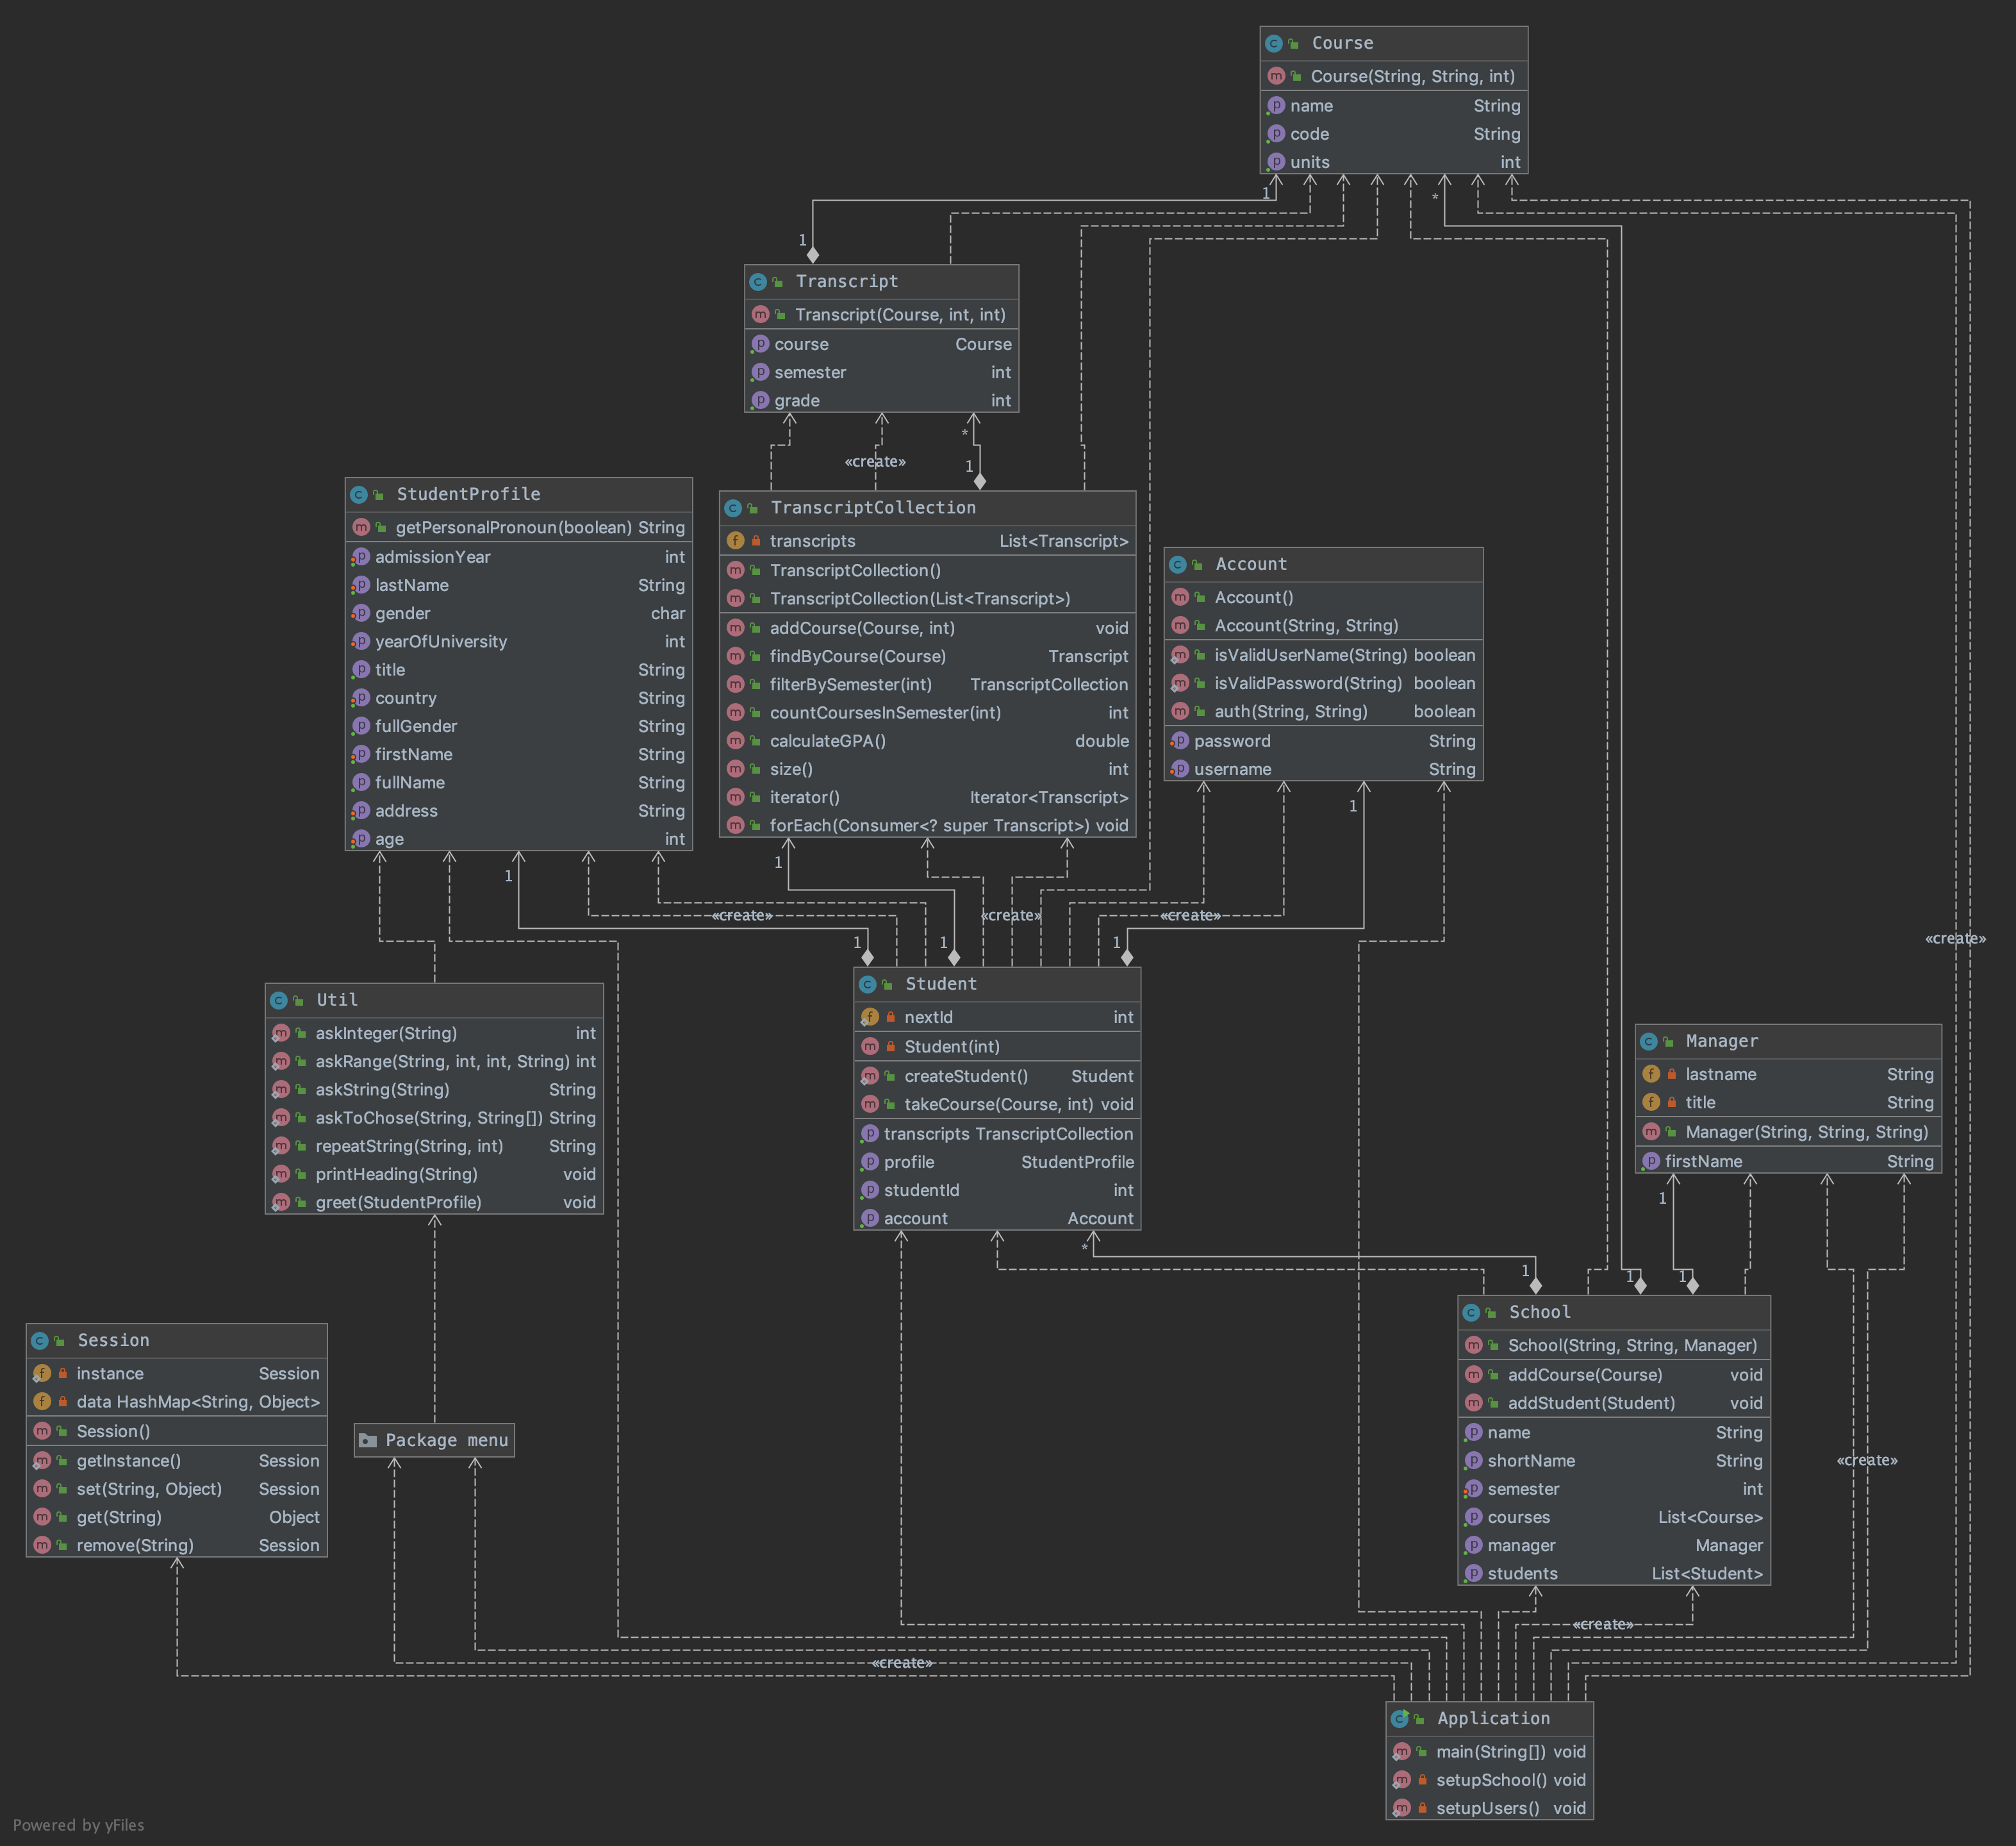 Course
Course(String, String, int)
name String
code String
units int
1
*
1
Transcript
Transcript(Course, int, int)
course Course
semester int
grade int
*
«create»
1
StudentProfile
getPersonalPronoun(boolean) String
admissionYear int
lastName String
gender char
yearOfUniversity int
title String
country String
fullGender String
firstName String
fullName String
address String
age int
TranscriptCollection
transcripts List<Transcript>
TranscriptCollection()
TranscriptCollection(List<Transcript>)
addCourse(Course, int) void
findByCourse(Course) Transcript
filterBySemester(int) TranscriptCollection
countCoursesInSemester(int) int
calculateGPA() double
size() int
iterator() Iterator<Transcript>
forEach(Consumer<? super Transcript>) void
Account
Account()
Account(String, String)
isValidUserName(String) boolean
isValidPassword(String) boolean
auth(String, String) boolean
password String
username String
1
1
1
«create»
«create»
«create»
1
1
1
«create»
Util
askInteger(String) int
askRange(String, int, int, String) int
askString(String) String
askToChose(String, String[]) String
repeatString(String, int) String
printHeading(String) void
greet(StudentProfile) void
Student
nextId int
Student(int)
createStudent() Student
takeCourse(Course, int) void
transcripts TranscriptCollection
profile StudentProfile
studentId int
account Account
Manager
lastname String
title String
Manager(String, String, String)
firstName String
1
*
1
1
1
Session
instance Session
data HashMap<String, Object>
Session()
getInstance() Session
set(String, Object) Session
get(String) Object
remove(String) Session
Package menu
School
School(String, String, Manager)
addCourse(Course) void
addStudent(Student) void
name String
shortName String
semester int
courses List<Course>
manager Manager
students List<Student>
«create»
«create»
«create»
Application
main(String[]) void
setupSchool() void
setupUsers() void
Powered by yFiles